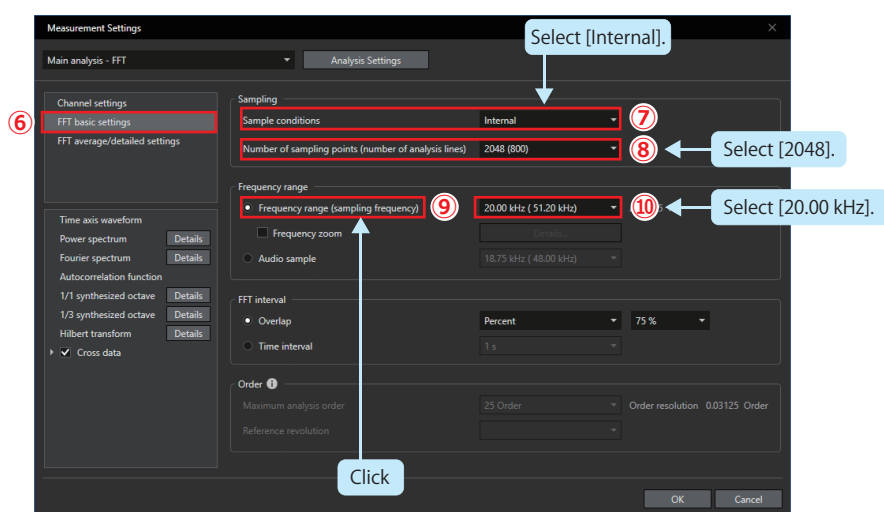 Measurement Settings
Select [Internal].
Main analysis - FFT
Analysis Settings
⑥
Channel settings
FFT basic settings
FFT average/detailed settings
Time axis waveform
Power spectrum Details
Fourier spectrum Details
Autocorrelation function
1/1 synthesized octave Details
1/3 synthesized octave Details
Hilbert transform Details
Cross data
Sampling
Sample conditions Internal ⑦
Number of sampling points (number of analysis lines) 2048 (800) ⑧ Select [2048].
Frequency range
Frequency range (sampling frequency) ⑨ 20.00 kHz ( 51.20 kHz) ⑩ Select [20.00 kHz].
Frequency zoom Details...
Audio sample 18.75 kHz ( 48.00 kHz)
FFT interval
Overlap Percent 75 %
Time interval 1 s
Order
Maximum analysis order 25 Order Order resolution 0.03125 Order
Reference revolution
Click
OK Cancel